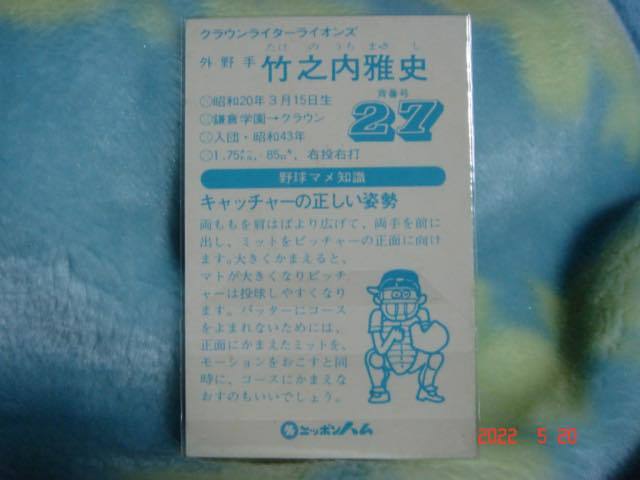 クラウンライターライオンズ
たけ の うち まさ し
外野手 竹之内雅史
背番号
27
○昭和20年3月15日生
○鎌倉学園→クラウン
○入団・昭和43年
○1.75㍍、85㌔、右投右打
野球マメ知識
キャッチャーの正しい姿勢
両ももを肩はばより広げて、両手を前に
出し、ミットをピッチャーの正面に向け
ます。大きくかまえると、
マトが大きくなりピッチ
ャーは投球しやすくなり
ます。バッターにコース
をよまれないためには、
正面にかまえたミットを、
モーションをおこすと同
時に、コースにかまえな
おすのもいいでしょう。
ニッポンハム
2022 5 20